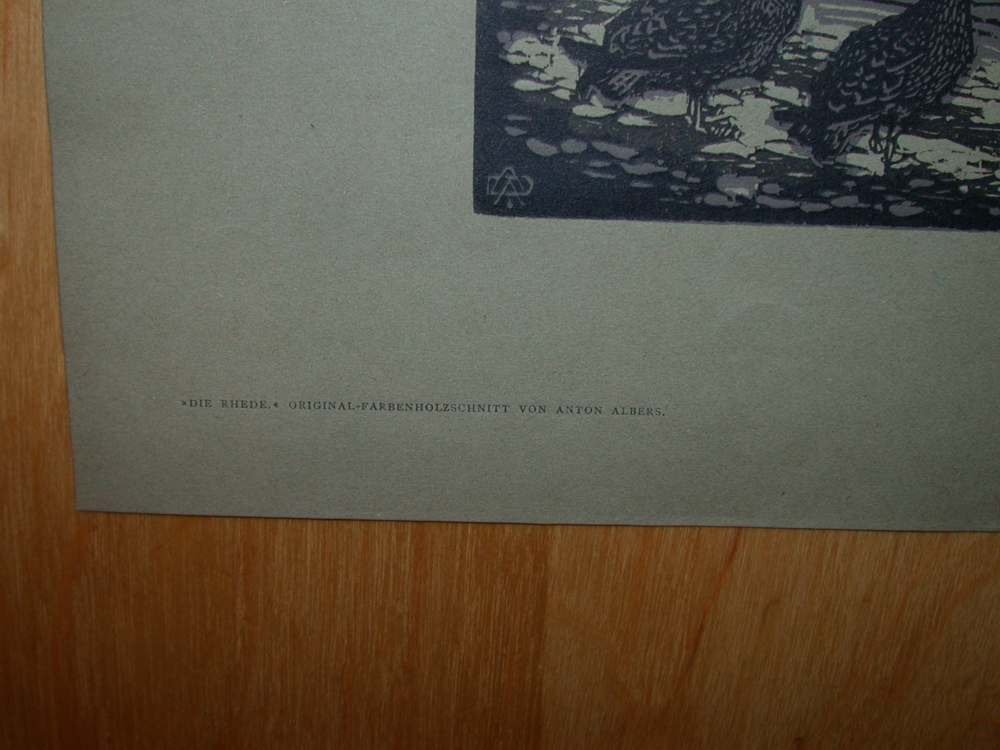 »DIE RHEDE.« ORIGINAL-FARBENHOLZSCHNITT VON ANTON ALBERS.